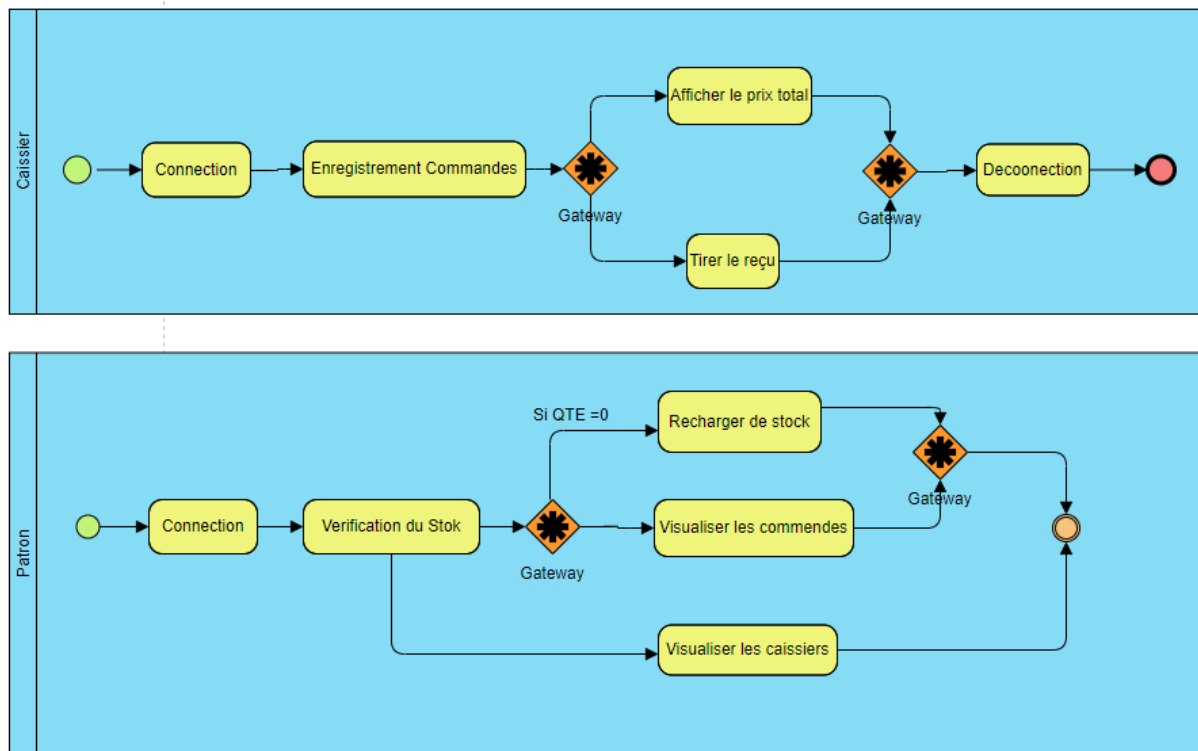 Caissier
Afficher le prix total
Connection
Enregistrement Commandes
Decoonection
Gateway
Gateway
Tirer le reçu
Patron
Si QTE =0
Recharger de stock
Gateway
Connection
Verification du Stok
Visualiser les commendes
Gateway
Visualiser les caissiers